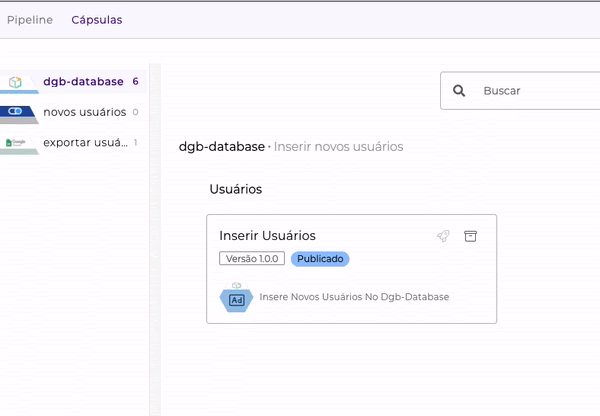 Pipeline Cápsulas
dgb-database 6
novos usuários 0
exportar usuá... 1
Buscar
dgb-database • Inserir novos usuários
Usuários
Inserir Usuários
Versão 1.0.0 Publicado
Ad
Insere Novos Usuários No Dgb-Database